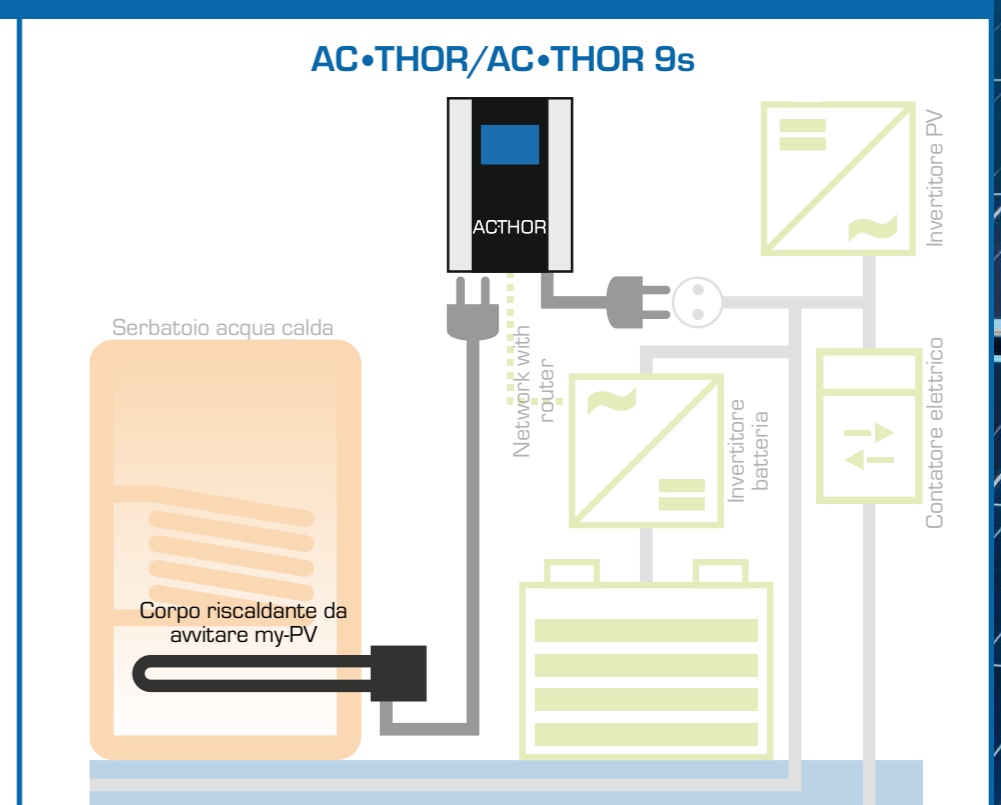 AC•THOR/AC•THOR 9s
Invertitore PV
ACTHOR
Serbatoio acqua calda
Network with
router
Invertitore
batteria
Contatore elettrico
Corpo riscaldante da
avvitare my-PV